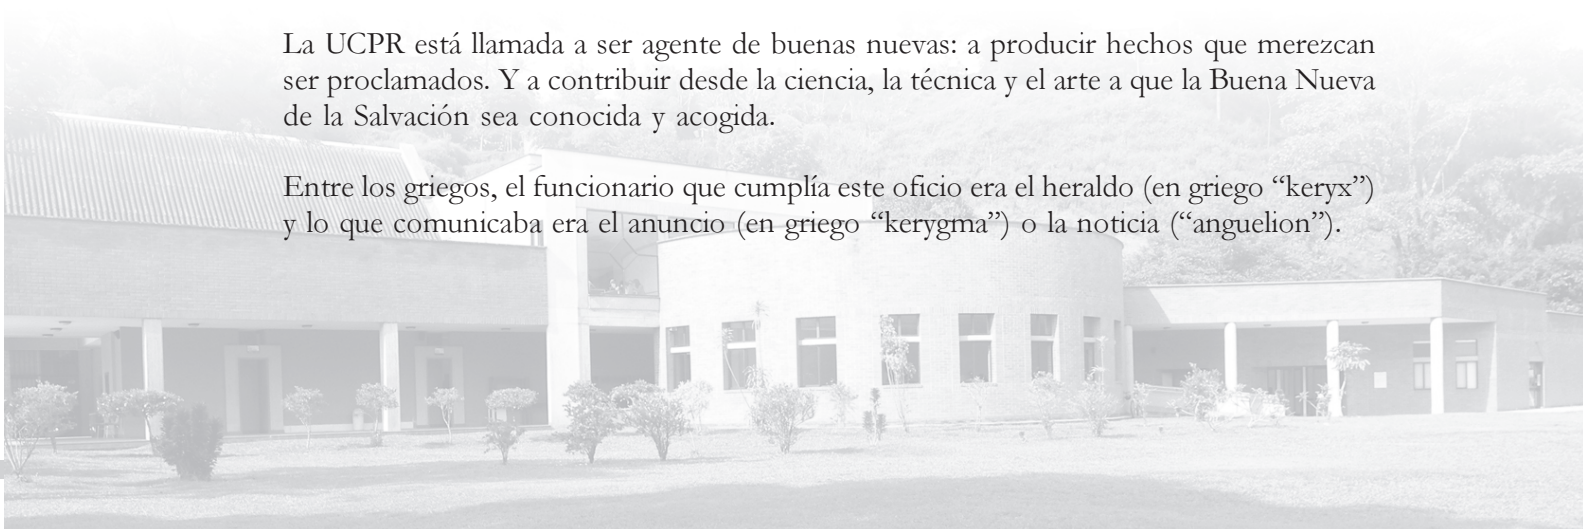 La UCPR está llamada a ser agente de buenas nuevas: a producir hechos que merezcan
ser proclamados. Y a contribuir desde la ciencia, la técnica y el arte a que la Buena Nueva
de la Salvación sea conocida y acogida.
Entre los griegos, el funcionario que cumplía este oficio era el heraldo (en griego “keryx”)
y lo que comunicaba era el anuncio (en griego “kerygma”) o la noticia (“anguelion”).